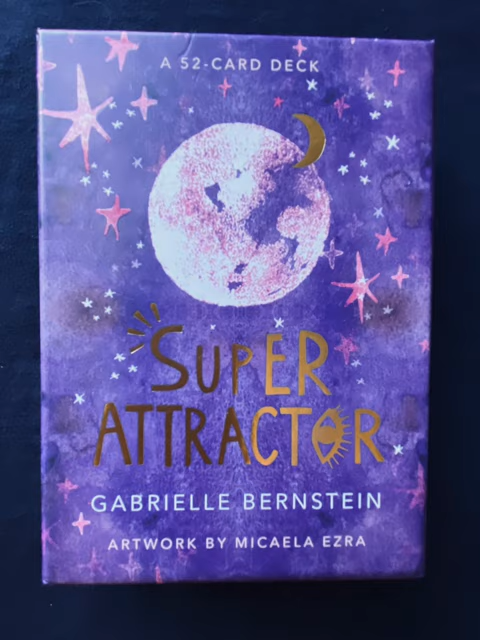 A 52-CARD DECK
SUPER
ATTRACTOR
GABRIELLE BERNSTEIN
ARTWORK BY MICAELA EZRA